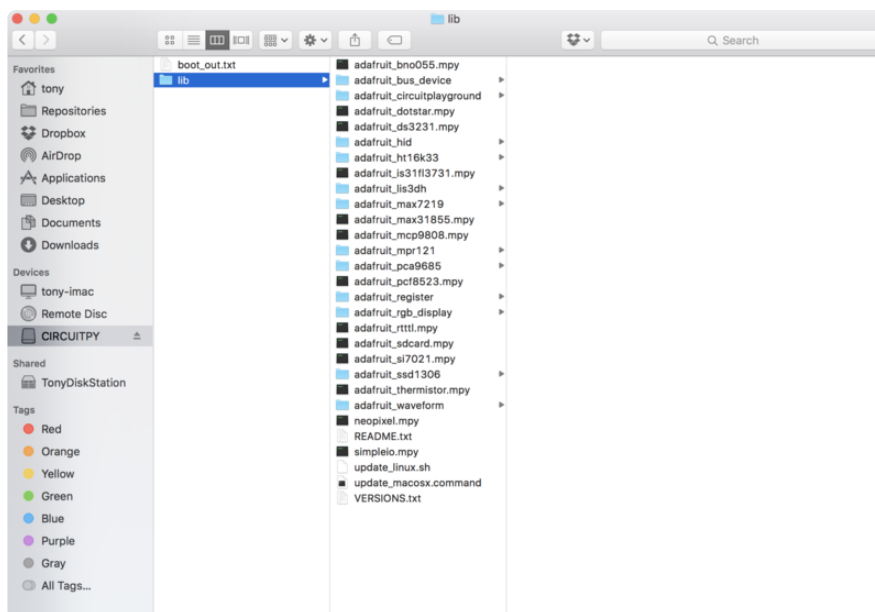 lib
Search
Favorites
tony
Repositories
Dropbox
AirDrop
Applications
Desktop
Documents
Downloads
Devices
tony-imac
Remote Disc
CIRCUITPY
Shared
TonyDiskStation
Tags
Red
Orange
Yellow
Green
Blue
Purple
Gray
All Tags...
boot_out.txt
lib
adafruit_bno055.mpy
adafruit_bus_device
adafruit_circuitplayground
adafruit_dotstar.mpy
adafruit_ds3231.mpy
adafruit_hid
adafruit_ht16k33
adafruit_is31fl3731.mpy
adafruit_lis3dh
adafruit_max7219
adafruit_max31855.mpy
adafruit_mcp9808.mpy
adafruit_mpr121
adafruit_pca9685
adafruit_pcf8523.mpy
adafruit_register
adafruit_rgb_display
adafruit_rtttl.mpy
adafruit_sdcard.mpy
adafruit_si7021.mpy
adafruit_ssd1306
adafruit_thermistor.mpy
adafruit_waveform
neopixel.mpy
README.txt
simpleio.mpy
update_linux.sh
update_macosx.command
VERSIONS.txt